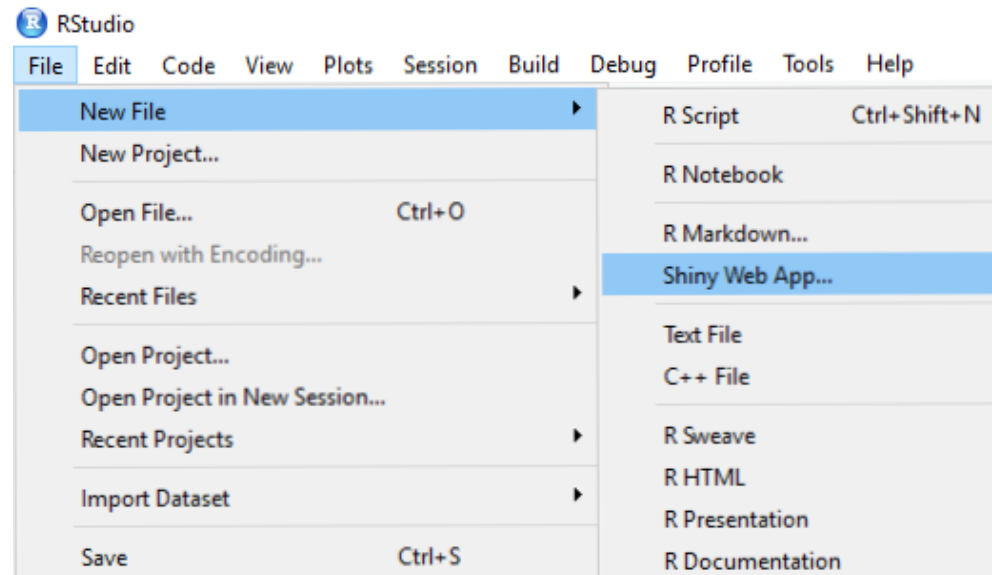 R RStudio
File Edit Code View Plots Session Build Debug Profile Tools Help
New File
New Project...
Open File... Ctrl+O
Reopen with Encoding...
Recent Files
Open Project...
Open Project in New Session...
Recent Projects
Import Dataset
Save Ctrl+S
R Script Ctrl+Shift+N
R Notebook
R Markdown...
Shiny Web App...
Text File
C++ File
R Sweave
R HTML
R Presentation
R Documentation